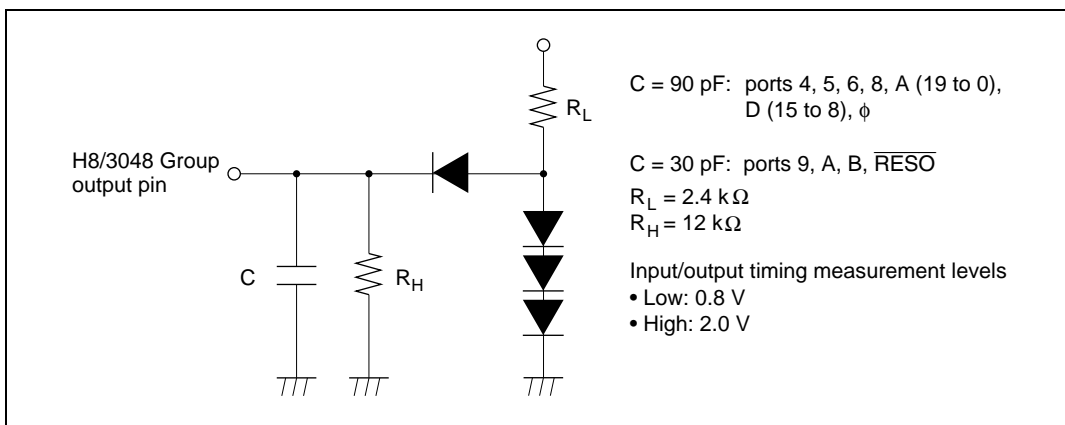 R_L
C = 90 pF: ports 4, 5, 6, 8, A (19 to 0),
D (15 to 8), ϕ
H8/3048 Group
output pin
C = 30 pF: ports 9, A, B, R̅E̅S̅O̅
R_L = 2.4 kΩ
R_H = 12 kΩ
C
R_H
Input/output timing measurement levels
• Low: 0.8 V
• High: 2.0 V